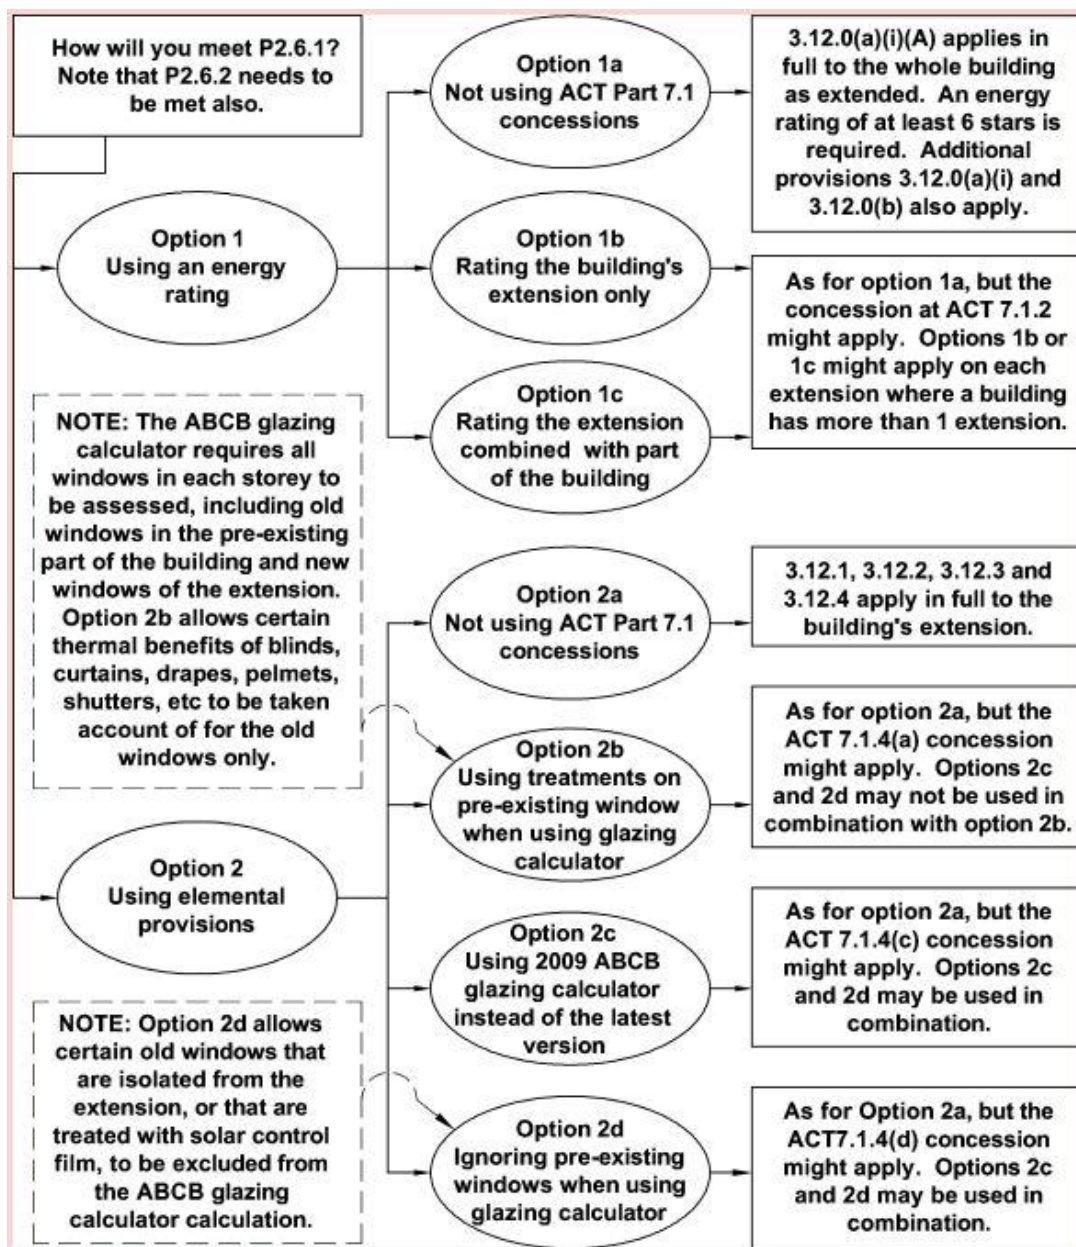 How will you meet P2.6.1?
Note that P2.6.2 needs to
be met also.
Option 1
Using an energy
rating
Option 1a
Not using ACT Part 7.1
concessions
3.12.0(a)(i)(A) applies in
full to the whole building
as extended. An energy
rating of at least 6 stars is
required. Additional
provisions 3.12.0(a)(i) and
3.12.0(b) also apply.
Option 1b
Rating the building's
extension only
Option 1c
Rating the extension
combined with part
of the building
As for option 1a, but the
concession at ACT 7.1.2
might apply. Options 1b or
1c might apply on each
extension where a building
has more than 1 extension.
NOTE: The ABCB glazing
calculator requires all
windows in each storey to
be assessed, including old
windows in the pre-existing
part of the building and new
windows of the extension.
Option 2b allows certain
thermal benefits of blinds,
curtains, drapes, pelmets,
shutters, etc to be taken
account of for the old
windows only.
Option 2
Using elemental
provisions
Option 2a
Not using ACT Part 7.1
concessions
3.12.1, 3.12.2, 3.12.3 and
3.12.4 apply in full to the
building's extension.
Option 2b
Using treatments on
pre-existing window
when using glazing
calculator
As for option 2a, but the
ACT 7.1.4(a) concession
might apply. Options 2c
and 2d may not be used in
combination with option 2b.
Option 2c
Using 2009 ABCB
glazing calculator
instead of the latest
version
As for option 2a, but the
ACT 7.1.4(c) concession
might apply. Options 2c
and 2d may be used in
combination.
NOTE: Option 2d allows
certain old windows that
are isolated from the
extension, or that are
treated with solar control
film, to be excluded from
the ABCB glazing
calculator calculation.
Option 2d
Ignoring pre-existing
windows when using
glazing calculator
As for Option 2a, but the
ACT7.1.4(d) concession
might apply. Options 2c
and 2d may be used in
combination.